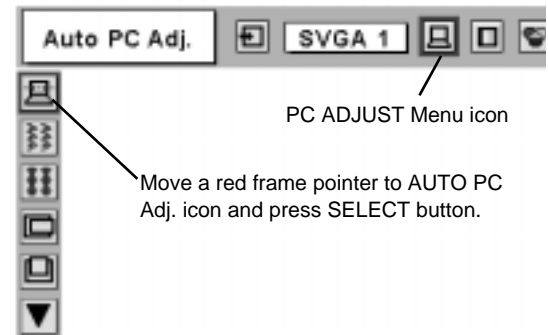 Auto PC Adj.
SVGA 1
PC ADJUST Menu icon
Move a red frame pointer to AUTO PC
Adj. icon and press SELECT button.